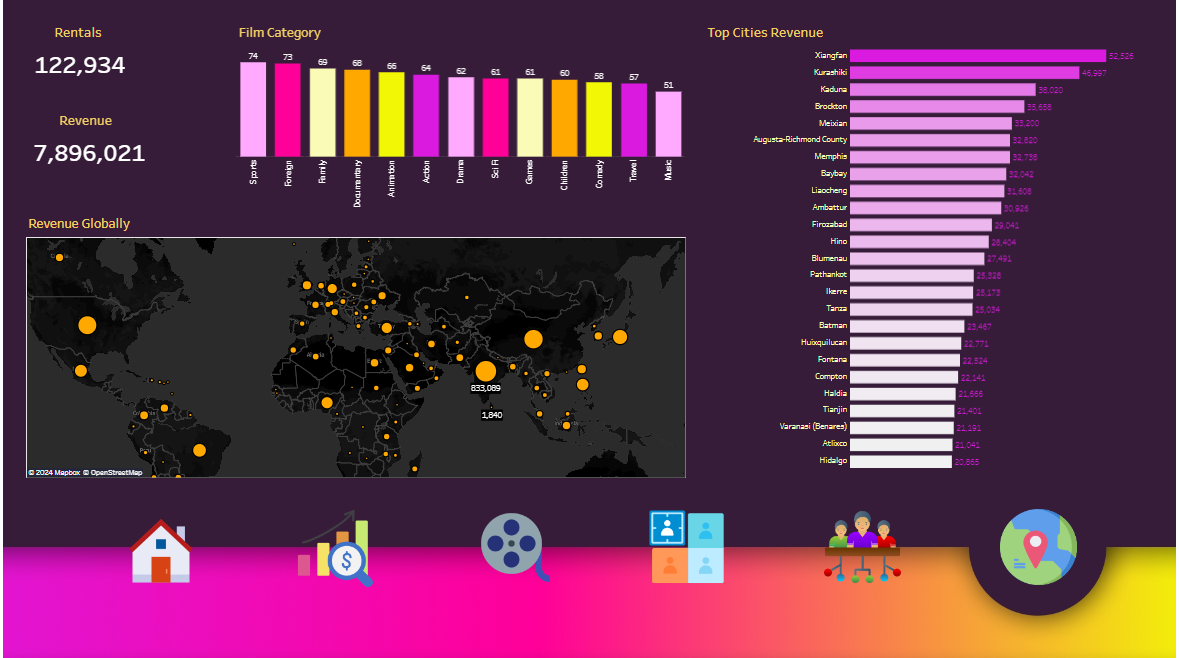 Rentals
122,934
Revenue
7,896,021
Film Category
74
73
69
68
66
64
62
61
61
60
58
57
51
Sports
Foreign
Family
Documentary
Animation
Action
Drama
Sci Fi
Games
Children
Comedy
Travel
Music
Revenue Globally
833,089
1,840
© 2024 Mapbox © OpenStreetMap
Top Cities Revenue
Xiangfan 52,526
Kurashiki 46,997
Kaduna 38,020
Brockton 35,658
Meixian 33,200
Augusta-Richmond County 32,820
Memphis 32,738
Baybay 32,042
Liaocheng 31,608
Ambattur 30,926
Firozabad 29,041
Hino 28,404
Blumenau 27,491
Pathankot 25,328
Ikerre 25,173
Tanza 25,034
Batman 23,467
Huixquilucan 22,771
Fontana 22,524
Compton 22,141
Haldia 21,666
Tianjin 21,401
Varanasi (Benares) 21,191
Atlixco 21,041
Hidalgo 20,865
$